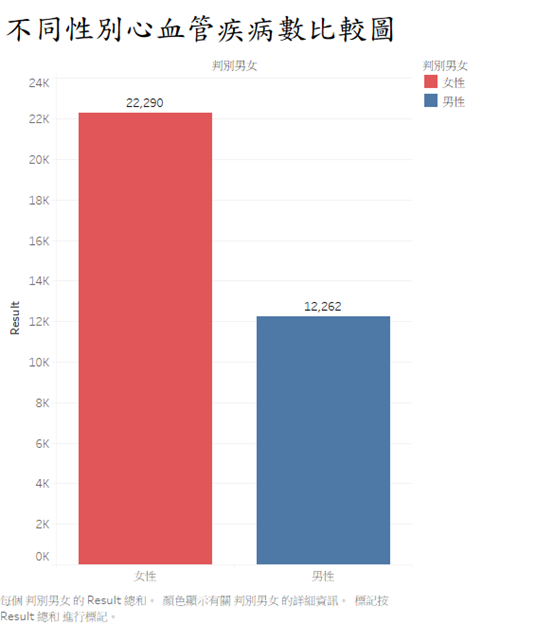 不同性別心血管疾病數比較圖
判別男女
判別男女
女性
男性
24K
22K
20K
18K
16K
14K
12K
10K
8K
6K
4K
2K
0K
Result
22,290
12,262
女性
男性
每個 判別男女 的 Result 總和。 顏色顯示有關 判別男女 的詳細資訊。 標記按
Result 總和 進行標記。